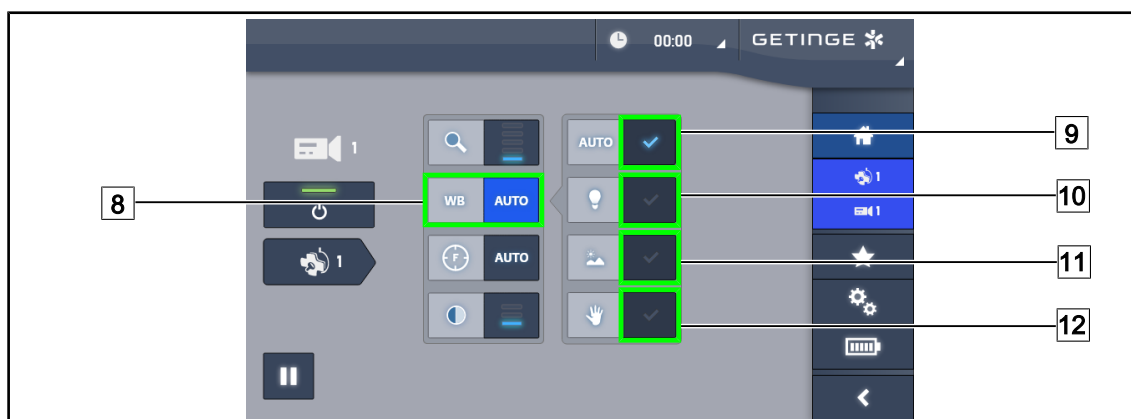 00:00 GETINGE
1 AUTO 9
1
8 WB AUTO 10
1
1 F AUTO 11
12